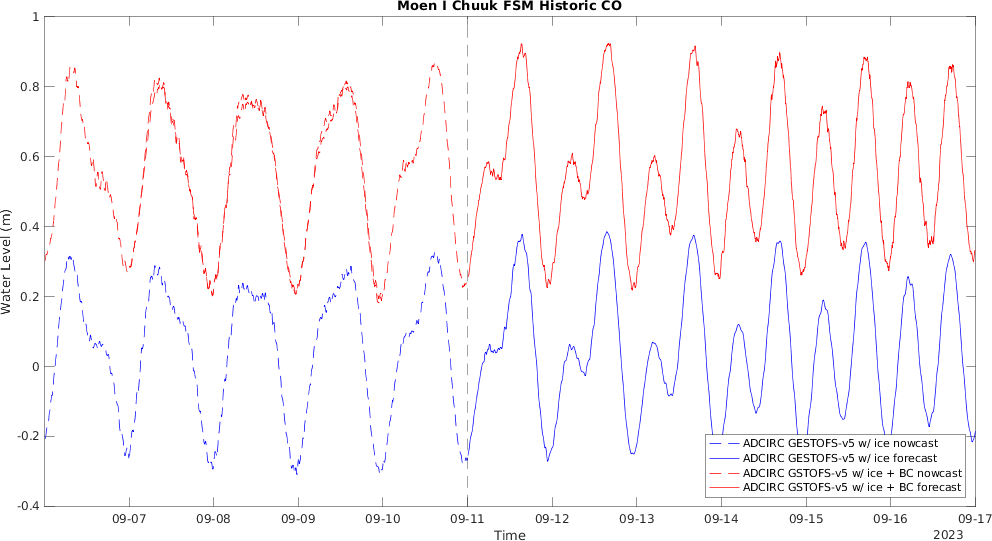 Moen I Chuuk FSM Historic CO
Water Level (m)
1
0.8
0.6
0.4
0.2
0
-0.2
-0.4
ADCIRC GESTOFS-v5 w/ ice nowcast
ADCIRC GESTOFS-v5 w/ ice forecast
ADCIRC GSTOFS-v5 w/ ice + BC nowcast
ADCIRC GSTOFS-v5 w/ ice + BC forecast
09-07 09-08 09-09 09-10 09-11 09-12 09-13 09-14 09-15 09-16 09-17
Time
2023